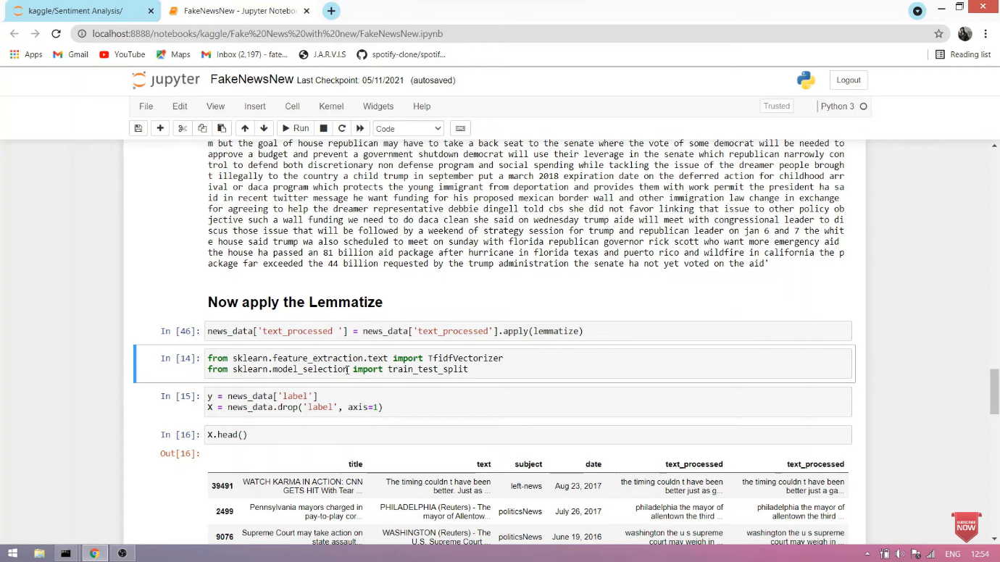 kaggle/Sentiment Analysis/
FakeNewsNew - Jupyter Noteboo
localhost:8888/notebooks/kaggle/Fake%20News%20with%20new/FakeNewsNew.ipynb
Apps Gmail YouTube Maps Inbox (2,197) - fate... J.A.R.V.I.S spotify-clone/spotif... Reading list
jupyter FakeNewsNew Last Checkpoint: 05/11/2021 (autosaved) Logout
File Edit View Insert Cell Kernel Widgets Help Trusted Python 3
Run Code
m but the goal of house republican may have to take a back seat to the senate where the vote of some democrat will be needed to
approve a budget and prevent a government shutdown democrat will use their leverage in the senate which republican narrowly con
trol to defend both discretionary non defense program and social spending while tackling the issue of the dreamer people brough
t illegally to the country a child trump in september put a march 2018 expiration date on the deferred action for childhood arr
ival or daca program which protects the young immigrant from deportation and provides them with work permit the president ha sa
id in recent twitter message he want funding for his proposed mexican border wall and other immigration law change in exchange
for agreeing to help the dreamer representative debbie dingell told cbs she did not favor linking that issue to other policy ob
jective such a wall funding we need to do daca clean she said on wednesday trump aide will meet with congressional leader to di
scus those issue that will be followed by a weekend of strategy session for trump and republican leader on jan 6 and 7 the whit
e house said trump wa also scheduled to meet on sunday with florida republican governor rick scott who want more emergency aid
the house ha passed an 81 billion aid package after hurricane in florida texas and puerto rico and wildfire in california the p
ackage far exceeded the 44 billion requested by the trump administration the senate ha not yet voted on the aid'
Now apply the Lemmatize
In [46]: news_data['text_processed '] = news_data['text_processed'].apply(lemmatize)
In [14]: from sklearn.feature_extraction.text import TfidfVectorizer
from sklearn.model_selection import train_test_split
In [15]: y = news_data['label']
X = news_data.drop('label', axis=1)
In [16]: X.head()
Out[16]:
title text subject date text_processed text_processed
39491 WATCH KARMA IN ACTION: CNN GETS HIT With Tear ... The timing couldn t have been better. Just as ... left-news Aug 23, 2017 the timing couldn t have been better just as g... the timing couldn t have been better just a ga...
2499 Pennsylvania mayors charged in pay-to-play cor... PHILADELPHIA (Reuters) - The mayor of Allentow... politicsNews July 26, 2017 philadelphia the mayor of allentown the third ... philadelphia the mayor of allentown the third ...
9076 Supreme Court may take action on state assault... WASHINGTON (Reuters) - The U.S. Supreme Court ... politicsNews June 19, 2016 washington the u s supreme court may weigh in ... washington the u s supreme court may weigh in ...
SUBSCRIBE
NOW
ENG 12:54